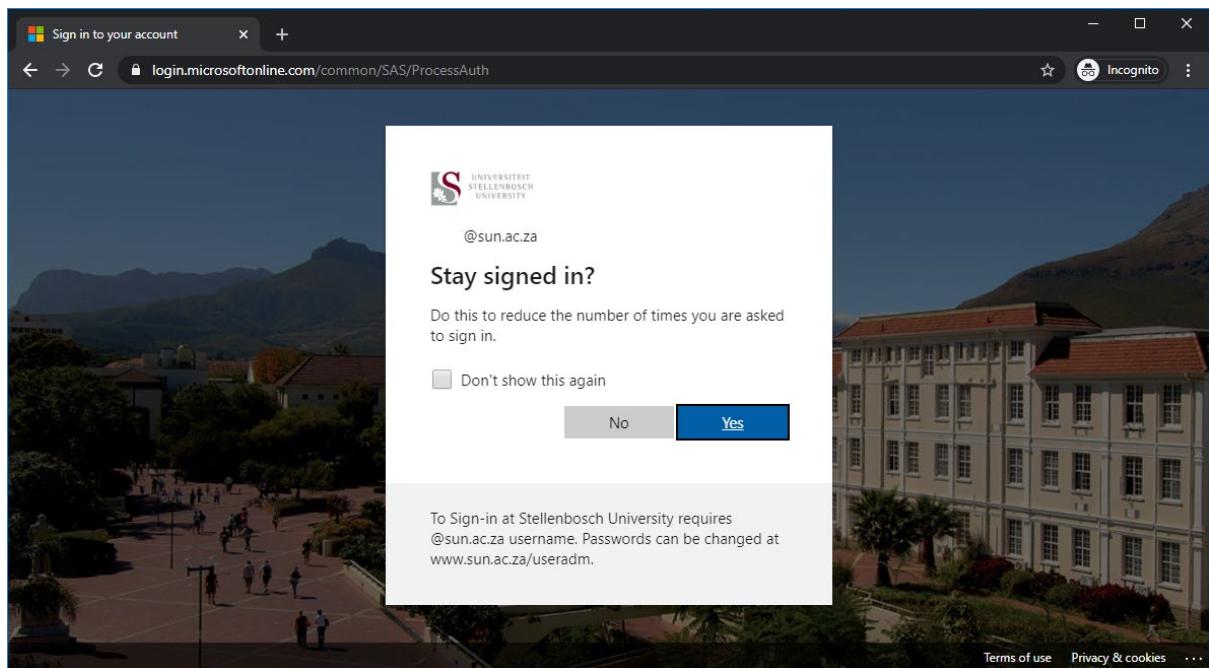 Sign in to your account
login.microsoftonline.com/common/SAS/ProcessAuth
Incognito
UNIVERSITEIT
STELLENBOSCH
UNIVERSITY
@sun.ac.za
Stay signed in?
Do this to reduce the number of times you are asked
to sign in.
Don't show this again
No
Yes
To Sign-in at Stellenbosch University requires
@sun.ac.za username. Passwords can be changed at
www.sun.ac.za/useradm.
Terms of use Privacy & cookies ...